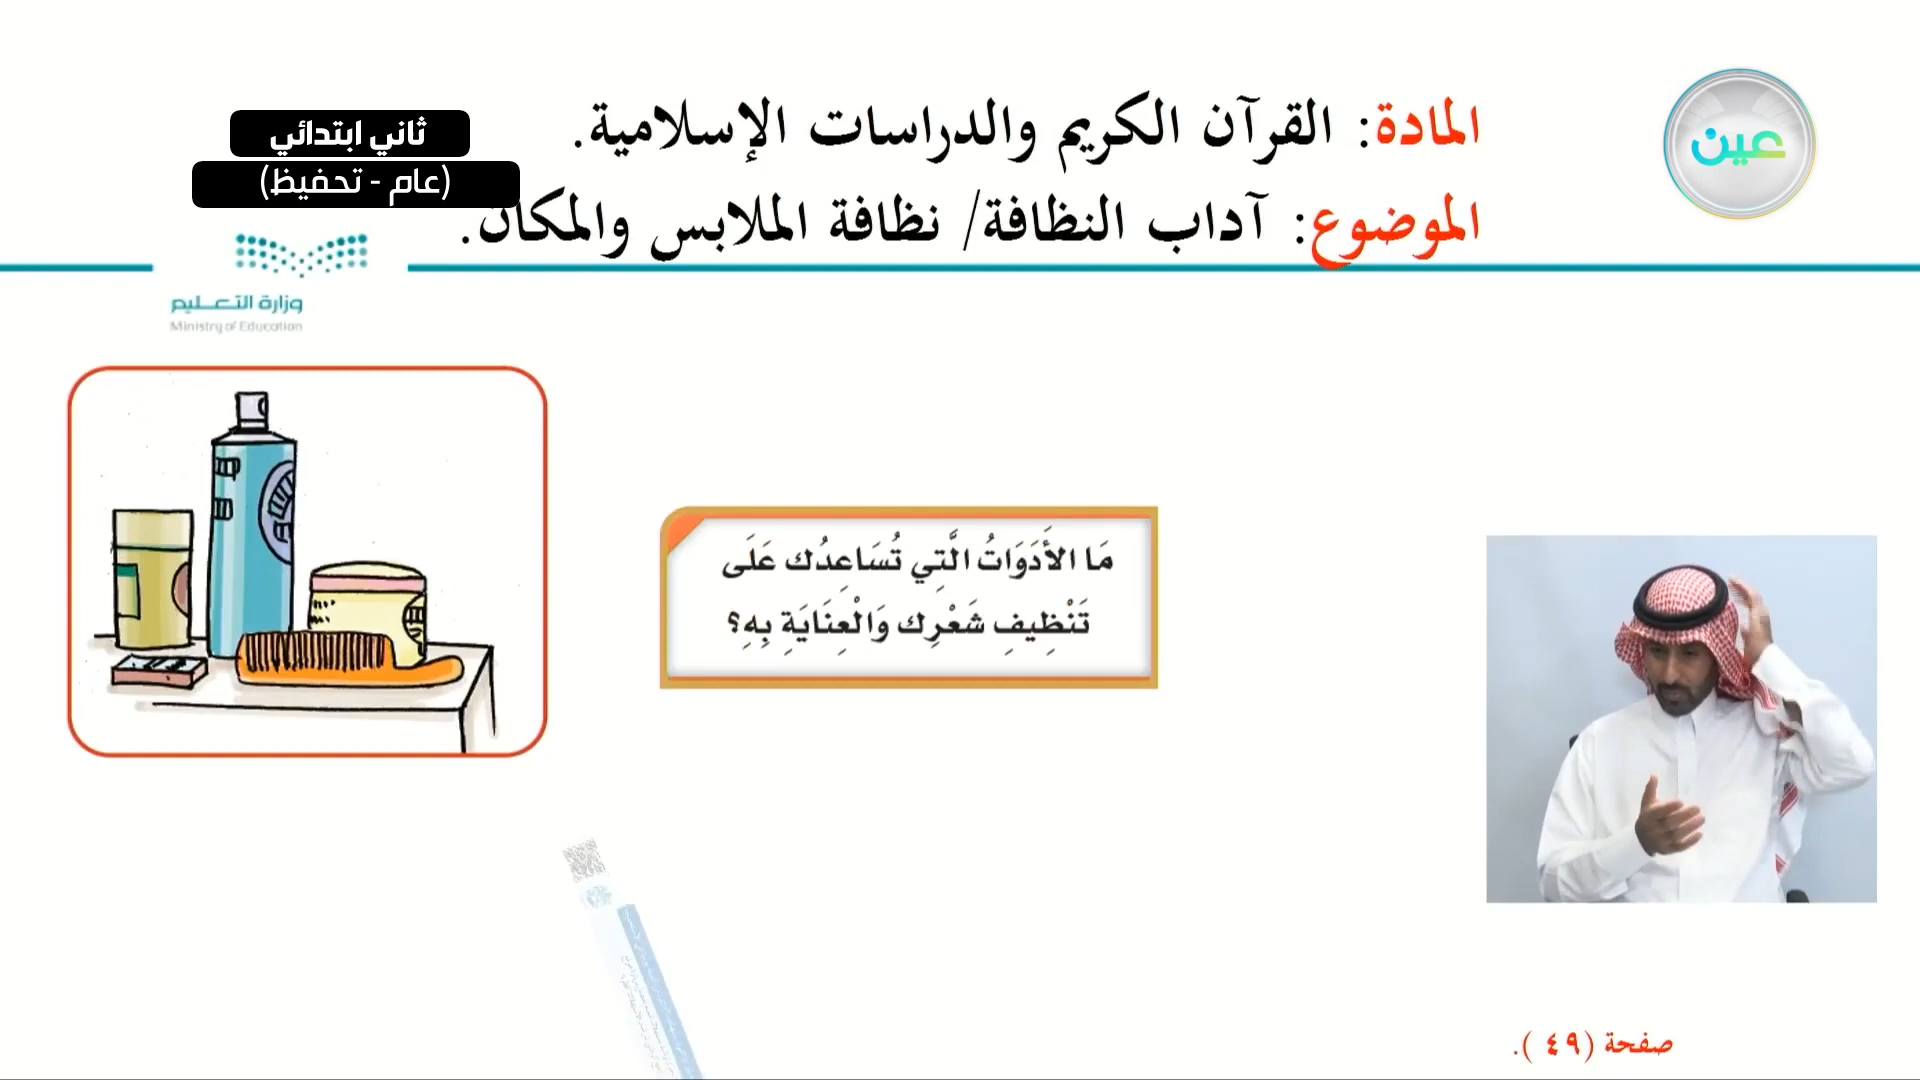 المادة: القرآن الكريم والدراسات الإسلامية.
الموضوع: آداب النظافة/ نظافة الملابس والمكان.
عين
ثاني ابتدائي
(عام - تحفيظ)
وزارة التعليم
Ministry of Education
مَا الأَدَوَاتُ الَّتِي تُسَاعِدُك عَلَى
تَنْظِيفِ شَعْرِك وَالْعِنَايَةِ بِهِ؟
صفحة (٤٩).